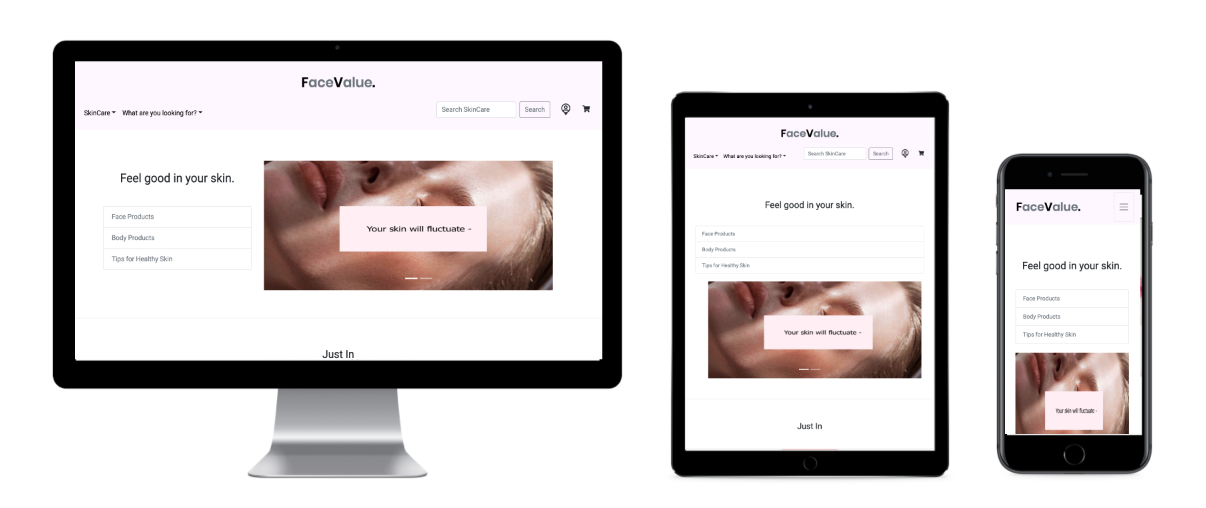 FaceValue.
SkinCare What are you looking for? Search SkinCare Search
Feel good in your skin.
Face Products
Body Products
Tips for Healthy Skin
Your skin will fluctuate -
Just In
FaceValue.
SkinCare What are you looking for? Search SkinCare Search
Feel good in your skin.
Face Products
Body Products
Tips for Healthy Skin
Your skin will fluctuate -
Just In
FaceValue.
Feel good in your skin.
Face Products
Body Products
Tips for Healthy Skin
Your skin will fluctuate -